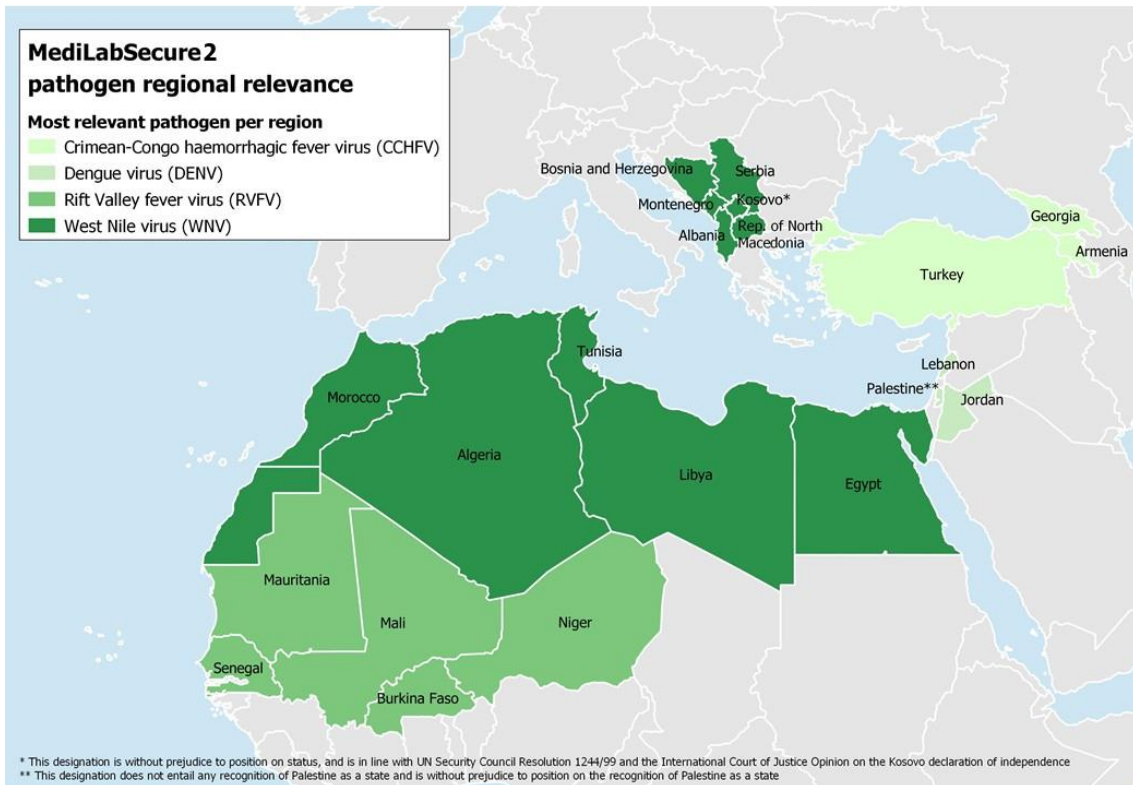 MediLabSecure2
pathogen regional relevance
Most relevant pathogen per region
Crimean-Congo haemorrhagic fever virus (CCHFV)
Dengue virus (DENV)
Rift Valley fever virus (RVFV)
West Nile virus (WNV)
Bosnia and Herzegovina
Serbia
Kosovo*
Montenegro
Rep. of North
Macedonia
Albania
Georgia
Armenia
Turkey
Lebanon
Palestine**
Jordan
Tunisia
Morocco
Algeria
Libya
Egypt
Mauritania
Mali
Niger
Senegal
Burkina Faso
* This designation is without prejudice to position on status, and is in line with UN Security Council Resolution 1244/99 and the International Court of Justice Opinion on the Kosovo declaration of independence
** This designation does not entail any recognition of Palestine as a state and is without prejudice to position on the recognition of Palestine as a state